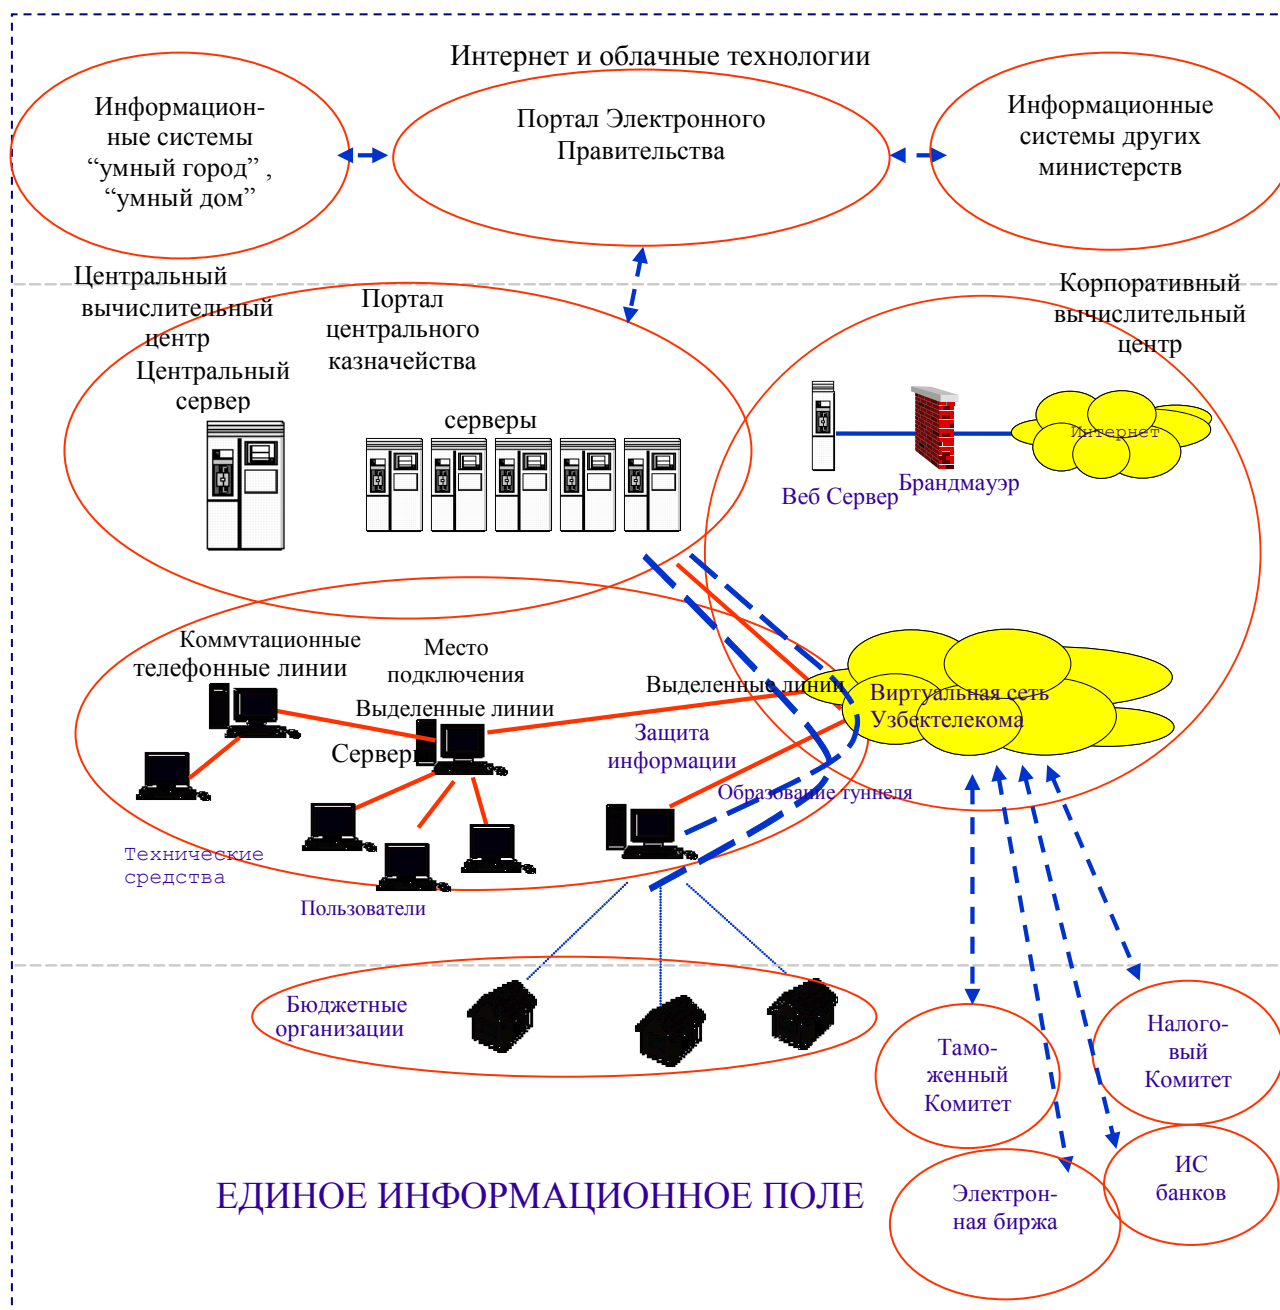 Интернет и облачные технологии
Информацион-
ные системы
“умный город” ,
“умный дом”
Портал Электронного
Правительства
Информационные
системы других
министерств
Центральный
вычислительный
центр
Портал
центрального
казначейства
Корпоративный
вычислительный
центр
Центральный
сервер
серверы
Интернет
Веб Сервер
Брандмауэр
Коммутационные
телефонные линии
Место
подключения
Выделенные линии
Выделенные линии
Серверы
Виртуальная сеть
Узбектелекома
Защита
информации
Образование туннеля
Технические
средства
Пользователи
Бюджетные
организации
Тамо-
женный
Комитет
Налого-
вый
Комитет
ЕДИНОЕ ИНФОРМАЦИОННОЕ ПОЛЕ
Электрон-
ная биржа
ИС
банков